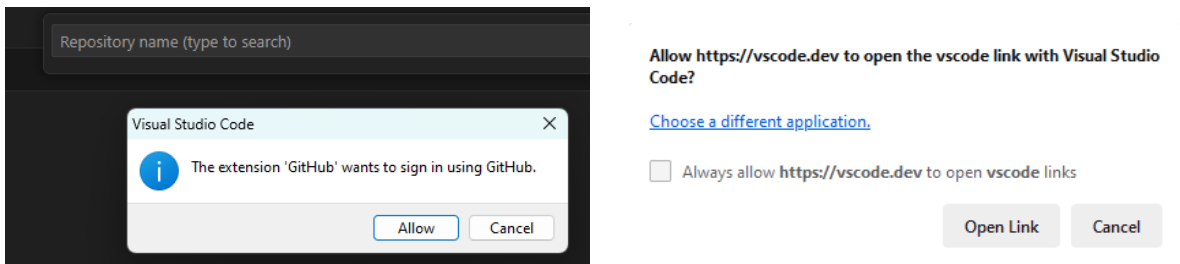 Repository name (type to search)
Visual Studio Code
The extension 'GitHub' wants to sign in using GitHub.
Allow
Cancel
Allow https://vscode.dev to open the vscode link with Visual Studio
Code?
Choose a different application.
Always allow https://vscode.dev to open vscode links
Open Link
Cancel